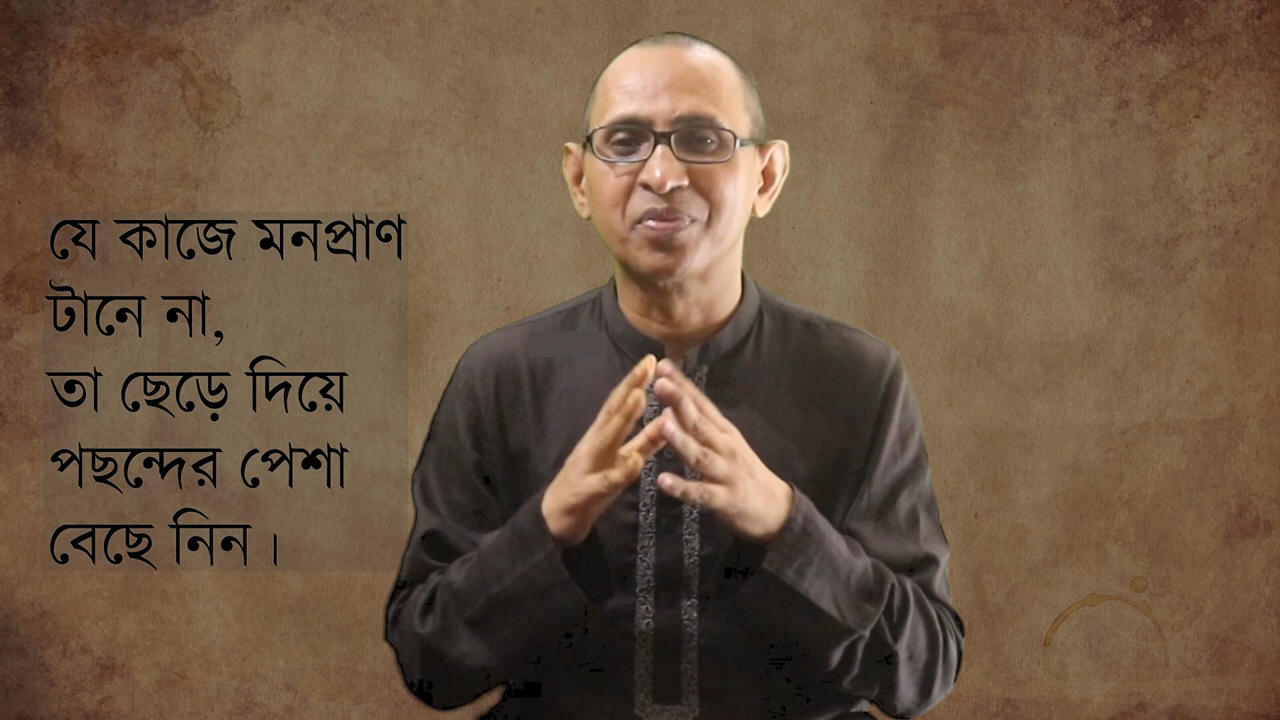 যে কাজে মনপ্রাণ
টানে না,
তা ছেড়ে দিয়ে
পছন্দের পেশা
বেছে নিন।